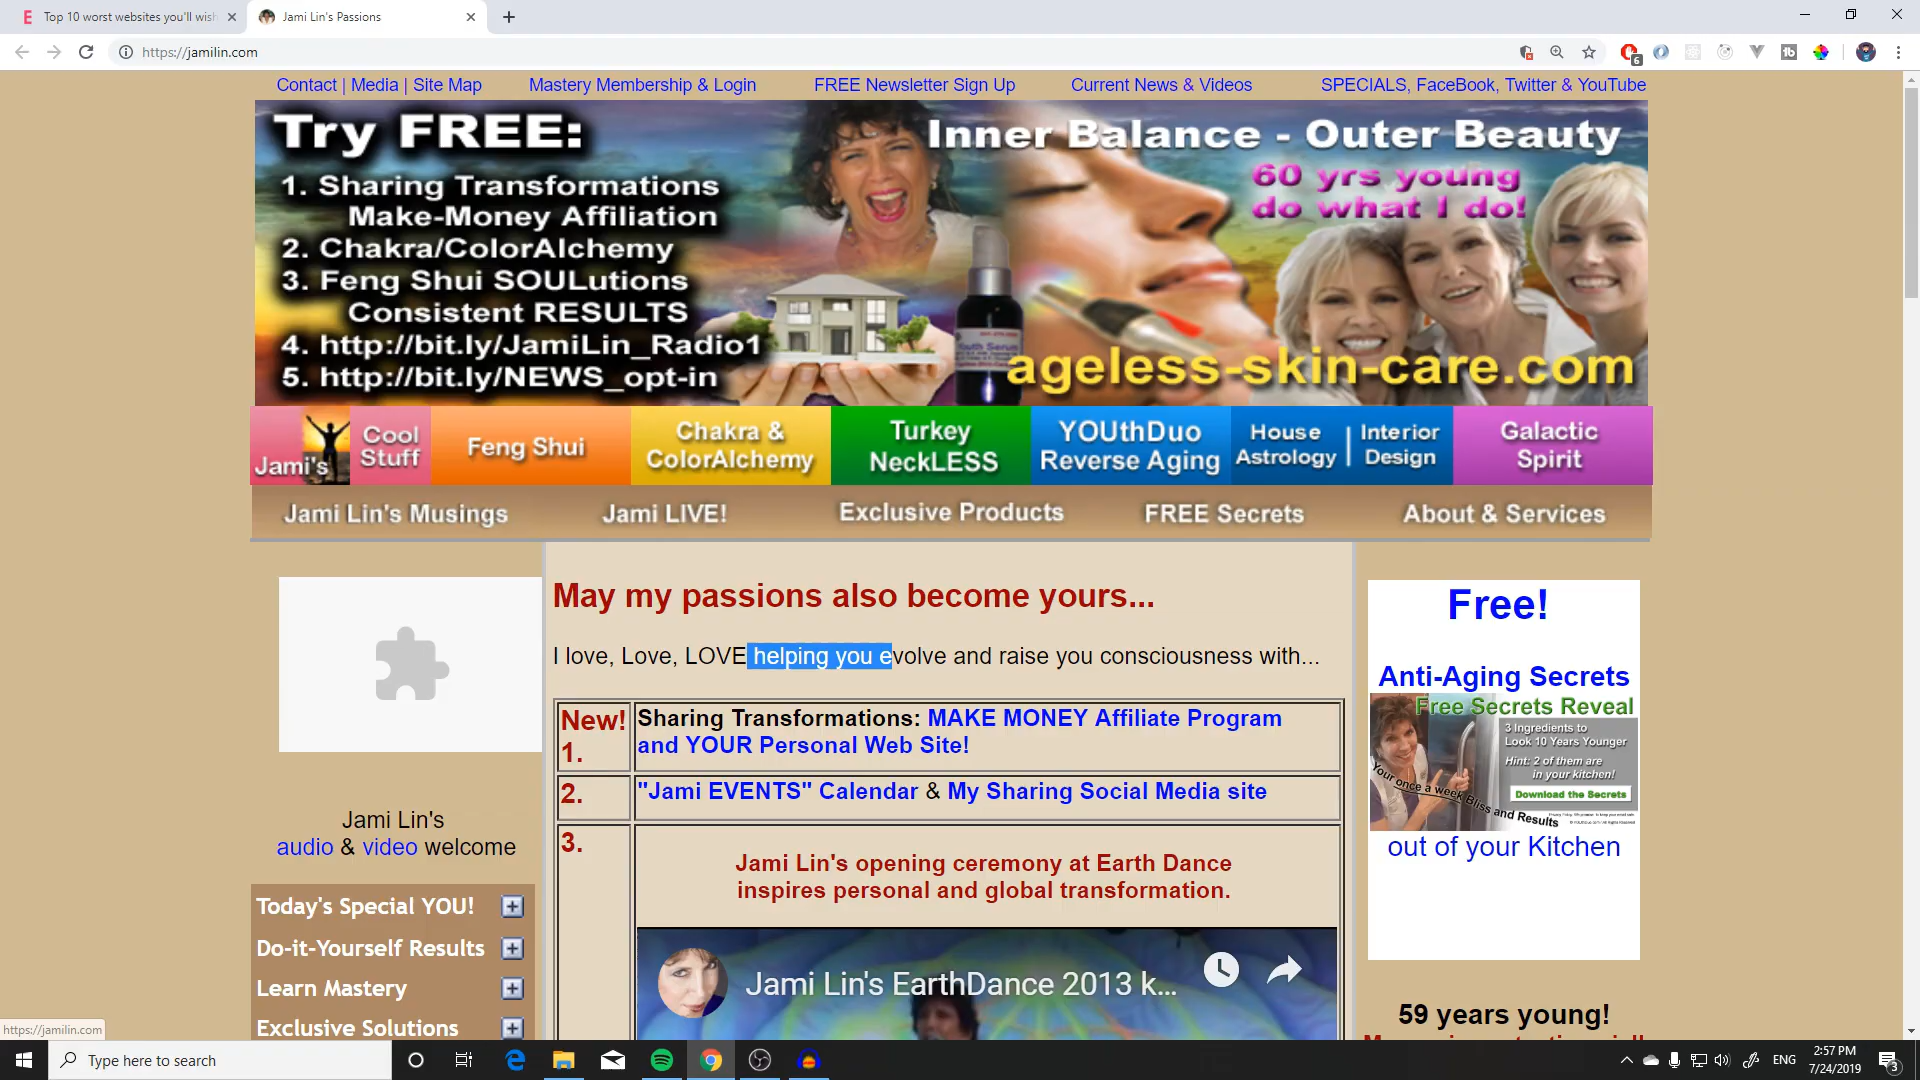 Top 10 worst websites you'll wish
Jami Lin's Passions
https://jamilin.com
6
Contact | Media | Site Map
Mastery Membership & Login
FREE Newsletter Sign Up
Current News & Videos
SPECIALS, FaceBook, Twitter & YouTube
Try FREE:
1. Sharing Transformations
Make-Money Affiliation
2. Chakra/ColorAlchemy
3. Feng Shui SOULutions
Consistent RESULTS
4. http://bit.ly/JamiLin_Radio1
5. http://bit.ly/NEWS_opt-in
Inner Balance - Outer Beauty
60 yrs young
do what I do!
Youth Serum
ageless-skin-care.com
Jami's
Cool
Stuff
Feng Shui
Chakra &
ColorAlchemy
Turkey
NeckLESS
YOUthDuo
Reverse Aging
House
Astrology
Interior
Design
Galactic
Spirit
Jami Lin's Musings
Jami LIVE!
Exclusive Products
FREE Secrets
About & Services
May my passions also become yours...
I love, Love, LOVE helping you evolve and raise you consciousness with...
New!
1.
Sharing Transformations: MAKE MONEY Affiliate Program
and YOUR Personal Web Site!
2.
"Jami EVENTS" Calendar & My Sharing Social Media site
3.
Jami Lin's opening ceremony at Earth Dance
inspires personal and global transformation.
Jami Lin's EarthDance 2013 k...
Jami Lin's
audio & video welcome
Today's Special YOU!
Do-it-Yourself Results
Learn Mastery
Exclusive Solutions
Free!
Anti-Aging Secrets
Free Secrets Reveal
3 Ingredients to
Look 10 Years Younger
Hint: 2 of them are
in your kitchen!
Download the Secrets
Your once a week Bliss and Results
out of your Kitchen
59 years young!
https://jamilin.com
Type here to search
ENG
2:57 PM
7/24/2019
3